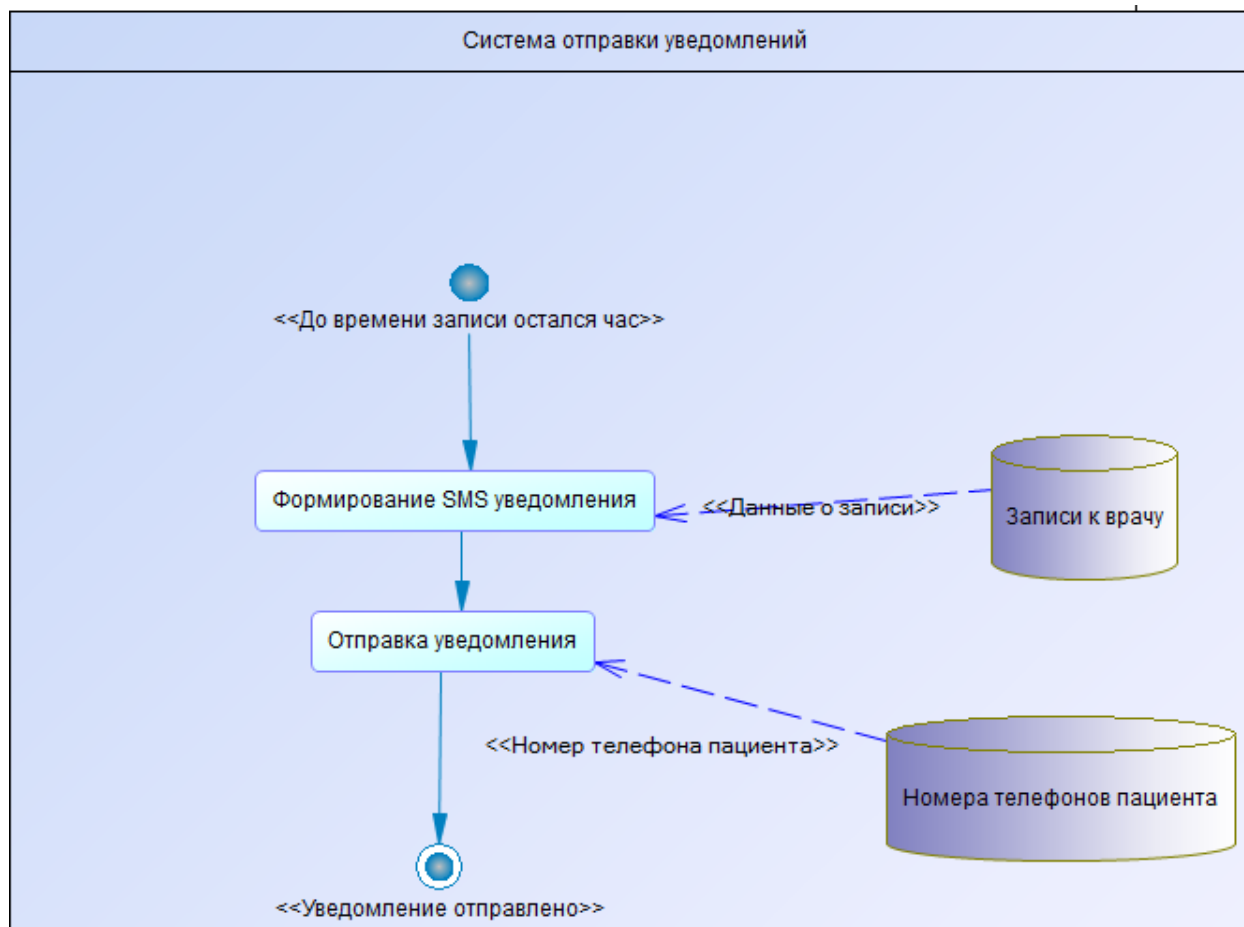 Система отправки уведомлений
<<До времени записи остался час>>
Формирование SMS уведомления
<<Данные о записи>>
Записи к врачу
Отправка уведомления
<<Номер телефона пациента>>
Номера телефонов пациента
<<Уведомление отправлено>>